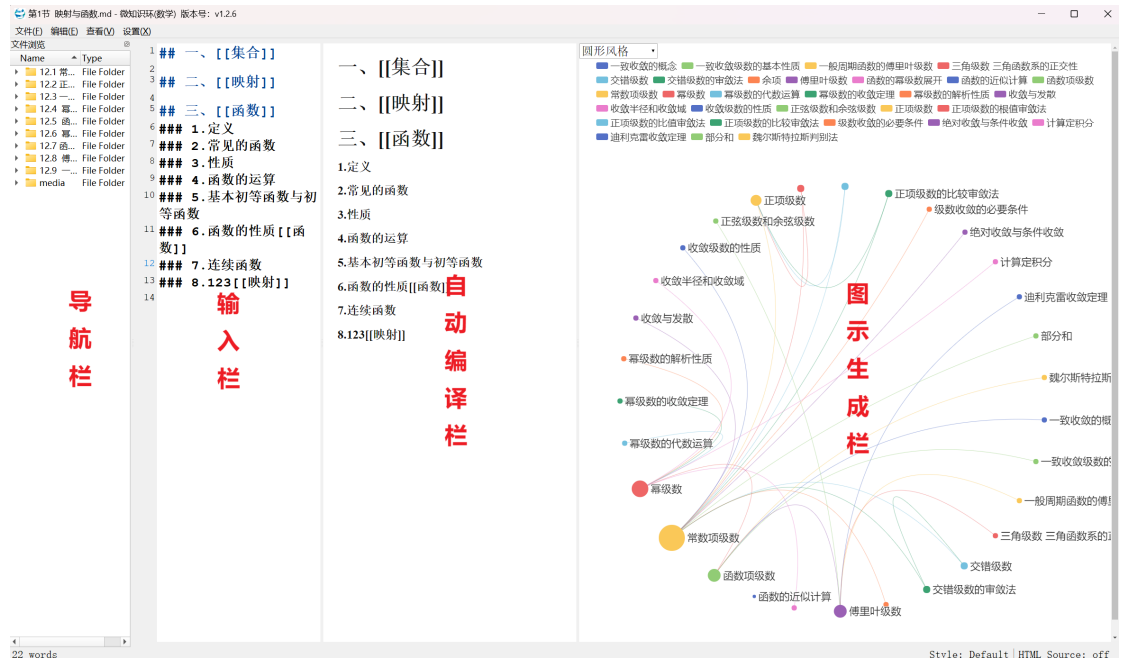 第1节 映射与函数.md - 微知识环(数学) 版本号: v1.2.6
文件(F) 编辑(E) 查看(V) 设置(X)
文件浏览
Name Type
12.1 常... File Folder
12.2 正... File Folder
12.3 一... File Folder
12.4 幂... File Folder
12.5 函... File Folder
12.6 幂... File Folder
12.7 函... File Folder
12.8 傅... File Folder
12.9 一... File Folder
media File Folder
导航栏
1 ## 一、[[集合]]
2
3 ## 二、[[映射]]
4
5 ## 三、[[函数]]
6 ### 1.定义
7 ### 2.常见的函数
8 ### 3.性质
9 ### 4.函数的运算
10 ### 5.基本初等函数与初
等函数
11 ### 6.函数的性质[[函
数]]
12 ### 7.连续函数
13 ### 8.123[[映射]]
14
输入栏
一、[[集合]]
二、[[映射]]
三、[[函数]]
1.定义
2.常见的函数
3.性质
4.函数的运算
5.基本初等函数与初等函数
6.函数的性质[[函数]]
7.连续函数
8.123[[映射]]
自动编译栏
圆形风格
一致收敛的概念 一致收敛级数的基本性质 一般周期函数的傅里叶级数 三角级数 三角函数系的正交性
交错级数 交错级数的审敛法 余项 傅里叶级数 函数的幂级数展开 函数的近似计算 函数项级数
常数项级数 幂级数 幂级数的代数运算 幂级数的收敛定理 幂级数的解析性质 收敛与发散
收敛半径和收敛域 收敛级数的性质 正弦级数和余弦级数 正项级数 正项级数的根值审敛法
正项级数的比值审敛法 正项级数的比较审敛法 级数收敛的必要条件 绝对收敛与条件收敛 计算定积分
迪利克雷收敛定理 部分和 魏尔斯特拉斯判别法
正项级数
正项级数的比较审敛法
级数收敛的必要条件
正弦级数和余弦级数
绝对收敛与条件收敛
收敛级数的性质
计算定积分
收敛半径和收敛域
迪利克雷收敛定理
收敛与发散
部分和
幂级数的解析性质
魏尔斯特拉斯
幂级数的收敛定理
一致收敛的概
幂级数的代数运算
一致收敛级数的
幂级数
一般周期函数的傅里
常数项级数
三角级数 三角函数系的正
函数项级数
交错级数
函数的近似计算
交错级数的审敛法
傅里叶级数
图示生成栏
22 words
Style: Default HTML Source: off